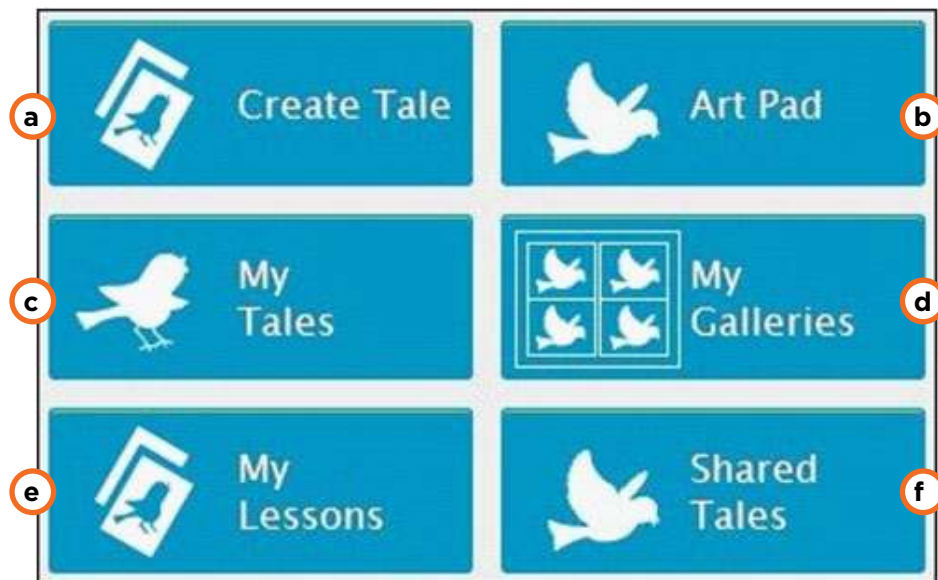 a
Create Tale
Art Pad
b
c
My
Tales
My
Galleries
d
e
My
Lessons
Shared
Tales
f